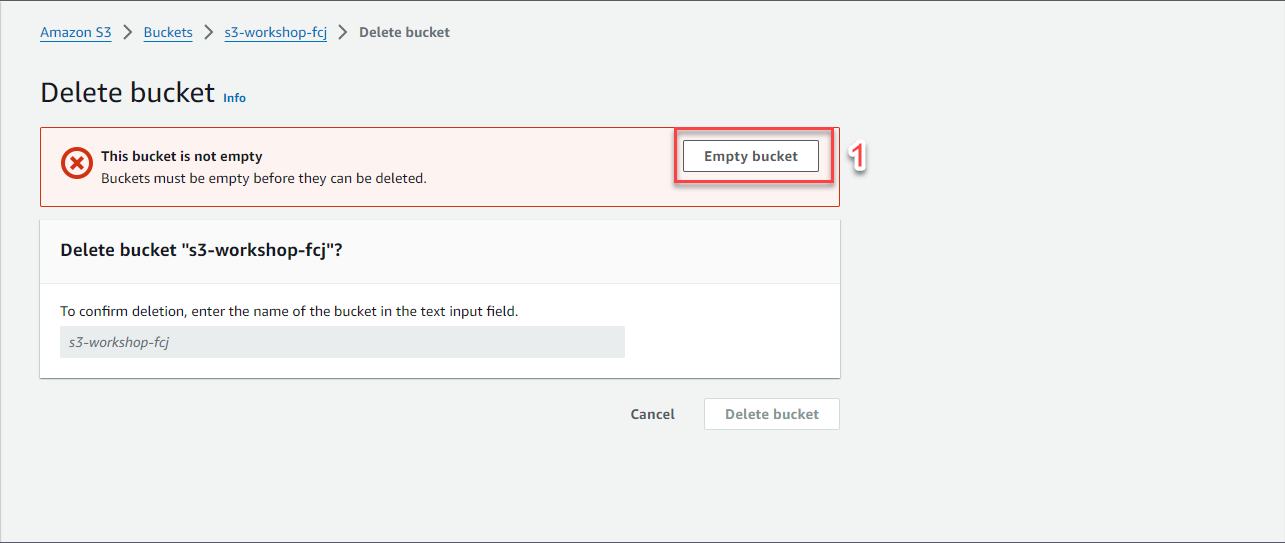 Amazon S3 > Buckets > s3-workshop-fcj > Delete bucket
Delete bucket Info
This bucket is not empty
Buckets must be empty before they can be deleted.
Empty bucket
1
Delete bucket "s3-workshop-fcj"?
To confirm deletion, enter the name of the bucket in the text input field.
s3-workshop-fcj
Cancel
Delete bucket